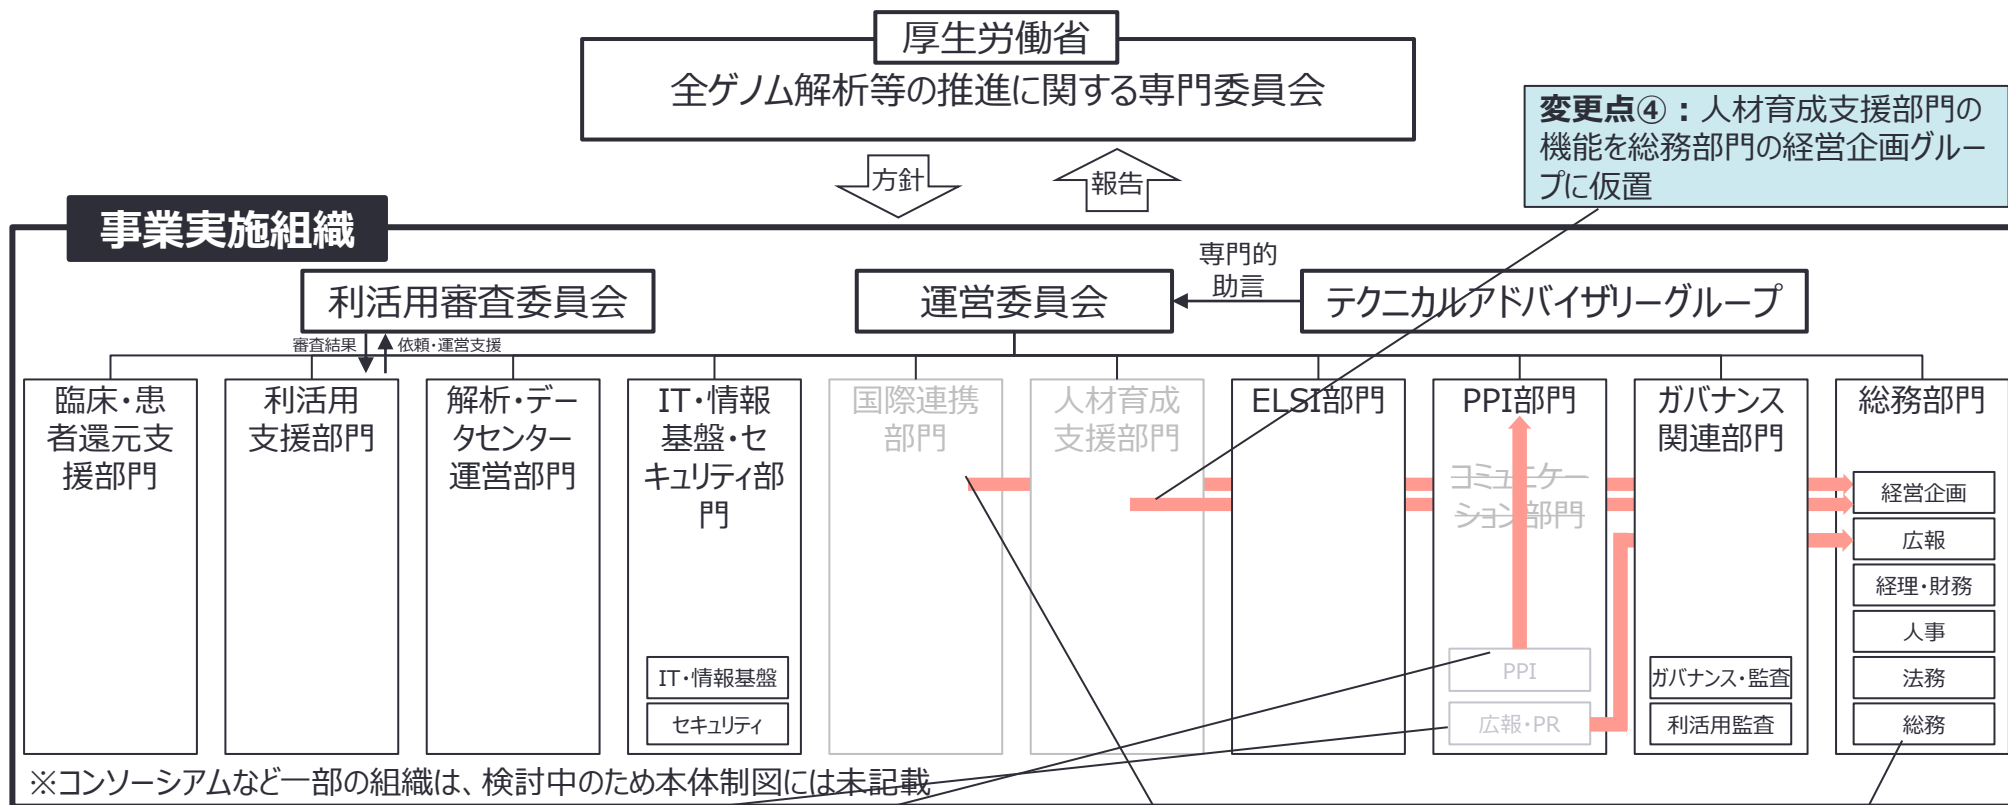 厚生労働省
全ゲノム解析等の推進に関する専門委員会
変更点④：人材育成支援部門の
機能を総務部門の経営企画グルー
プに仮置
方針
報告
事業実施組織
専門的
助言
利活用審査委員会
運営委員会
テクニカルアドバイザリーグループ
審査結果
依頼・運営支援
臨床・患
者還元支
援部門
利活用
支援部門
解析・デー
タセンター
運営部門
IT・情報
基盤・セ
キュリティ部
門
IT・情報基盤
セキュリティ
国際連携
部門
人材育成
支援部門
ELSI部門
PPI部門
コミュニケー
ション部門
PPI
広報・PR
ガバナンス
関連部門
ガバナンス・監査
利活用監査
総務部門
経営企画
広報
経理・財務
人事
法務
総務
※コンソーシアムなど一部の組織は、検討中のため本体制図には未記載